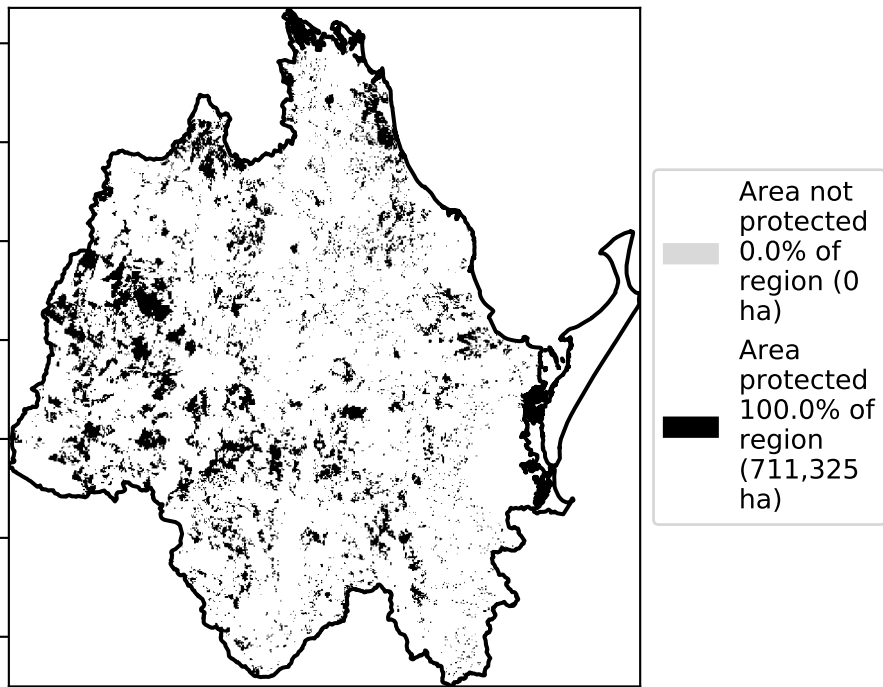 Area not
protected
0.0% of
region (0
ha)
Area
protected
100.0% of
region
(711,325
ha)